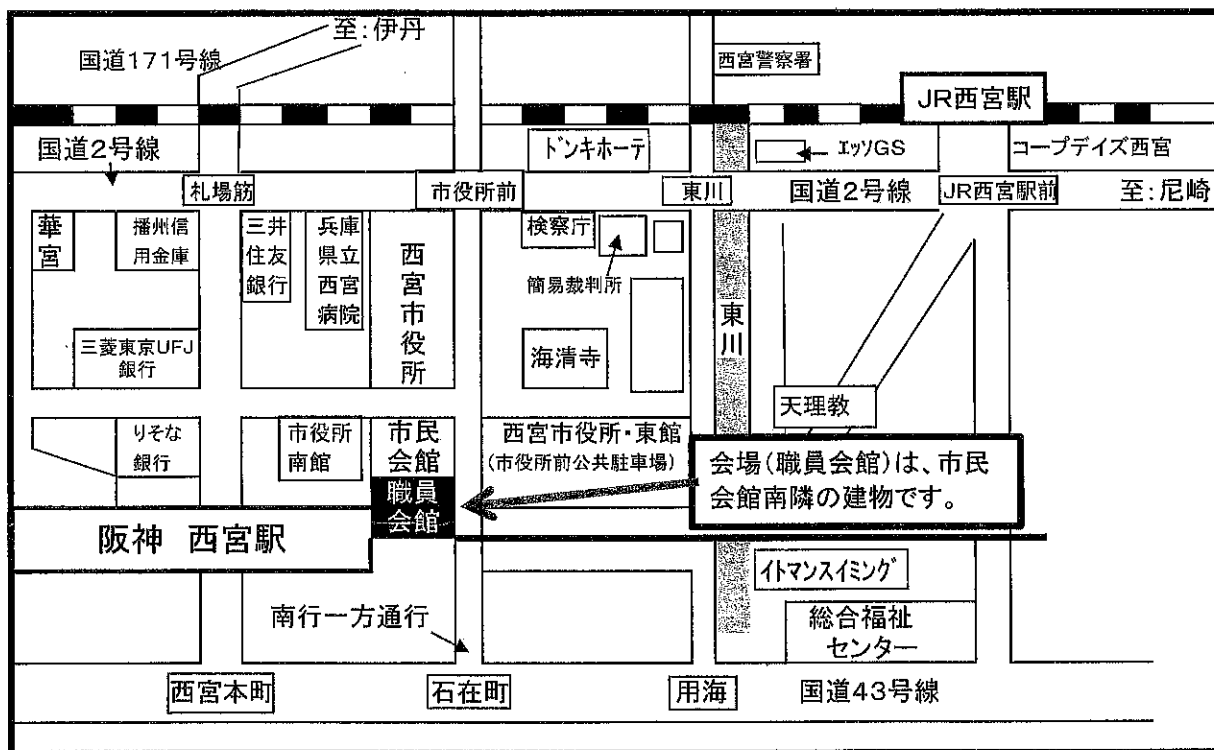 至:伊丹
国道171号線
西宮警察署
JR西宮駅
国道2号線
ドンキホーテ
エッソGS
コープデイズ西宮
札場筋
市役所前
東川
国道2号線
JR西宮駅前
至:尼崎
華宮
播州信
用金庫
三井
住友
銀行
兵庫
県立
西宮
病院
西宮市役所
検察庁
簡易裁判所
東川
三菱東京UFJ
銀行
海清寺
天理教
りそな
銀行
市役所
南館
市民
会館
西宮市役所・東館
(市役所前公共駐車場)
会場(職員会館)は、市民
会館南隣の建物です。
職員
会館
阪神 西宮駅
イトマンスイミング
南行一方通行
総合福祉
センター
西宮本町
石在町
用海
国道43号線